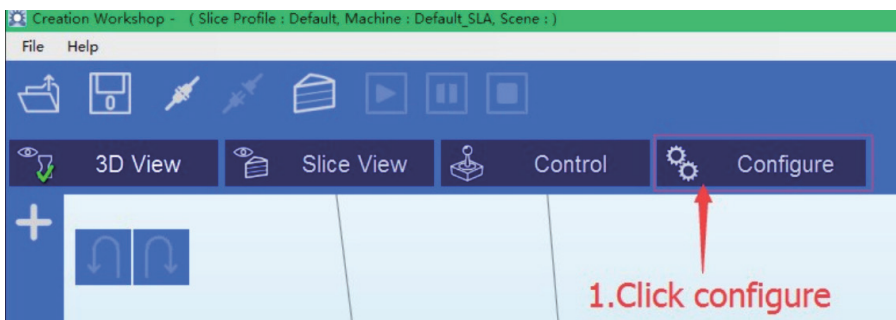 Creation Workshop - ( Slice Profile : Default, Machine : Default_SLA, Scene : )
File Help
0
3D View Slice View Control Configure
1.Click configure